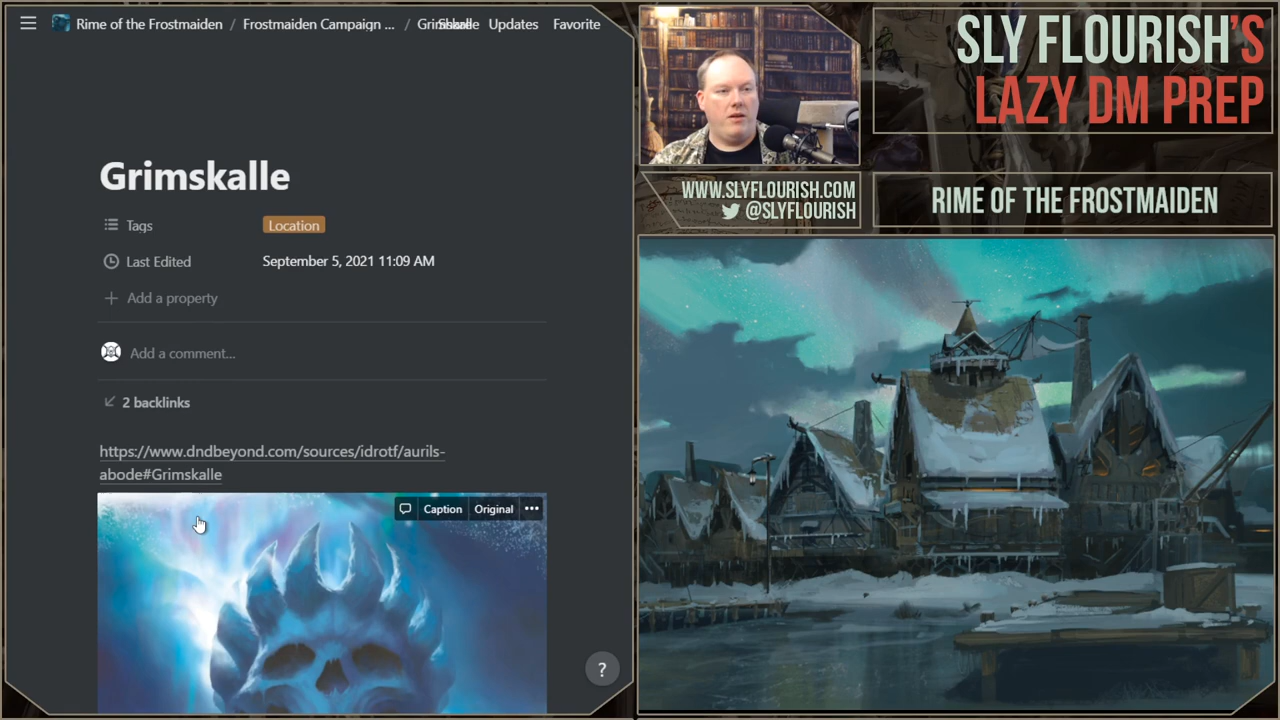 Rime of the Frostmaiden / Frostmaiden Campaign ... / Grimskalle Share Updates Favorite
Grimskalle
Tags Location
Last Edited September 5, 2021 11:09 AM
Add a property
Add a comment...
2 backlinks
https://www.dndbeyond.com/sources/idrotf/aurils-
abode#Grimskalle
Caption Original •••
?
SLY FLOURISH'S
LAZY DM PREP
WWW.SLYFLOURISH.COM
@SLYFLOURISH
RIME OF THE FROSTMAIDEN